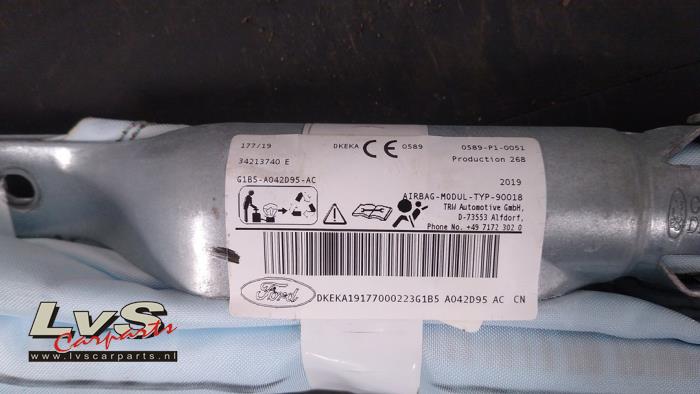 177/19
34213740 E
G1B5-A042D95-AC
DKEKA CE 0589
0589-P1-0051
Production 268
2019
AIRBAG-MODUL-TYP-90018
TRW Automotive GmbH,
D-73553 Alfdorf,
Phone No. +49 7172 302 0
Ford
DKEKA19177000223G1B5 A042D95 AC CN
LvS
Carparts
www.lvscarparts.nl